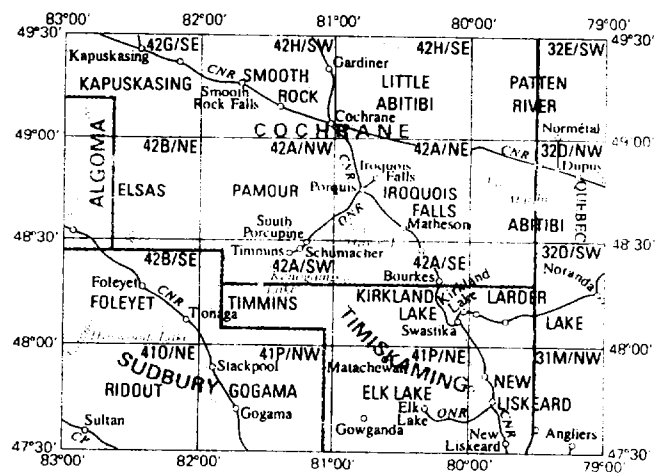 83°00' 82°00' 81°00' 80°00' 79°00'
49°30' 42G/SE 42H/SW 42H/SE 32E/SW 49°30'
Kapuskasing
CNR
Gardiner
KAPUSKASING SMOOTH LITTLE PATTEN
Smooth
Rock Falls
ROCK ABITIBI RIVER
Cochrane
COCHRANE
Normétal
49°00' 42B/NE 42A/NW 42A/NE 32D/NW 49°00'
CNR
CNR
Dupus
ALGOMA
Iroquois
Falls
ELSAS PAMOUR Porquis IROQUOIS
FALLS
QUEBEC
ONR
South
Porcupine
Matheson
ABITIBI
48°30' Timmins Schumacher 32D/SW 48°30'
42B/SE 42A/SW 42A/SE
Bourkes
Noranda
Foleyet
FOLEYET
CNR
TIMMINS KIRKLAND LARDER
Kirkland
Lake
LAKE LAKE
Tionaga
Swastika
TIMISKAMING
48°00' 41O/NE 41P/NW 41P/NE 31M/NW 48°00'
Stackpool Matachewan
SUDBURY
RIDOUT GOGAMA ELK LAKE NEW
LISKEARD
Gogama
Elk
Lake
ONR
Sultan
Gowganda
New
Liskeard
CNR
Angliers
47°30' 47°30'
83°00' 82°00' 81°00' 80°00' 79°00'